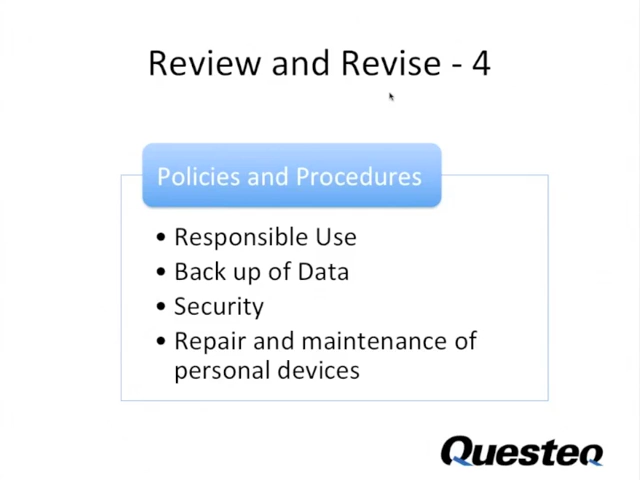 Review and Revise - 4
Policies and Procedures
• Responsible Use
• Back up of Data
• Security
• Repair and maintenance of
personal devices
Questeq